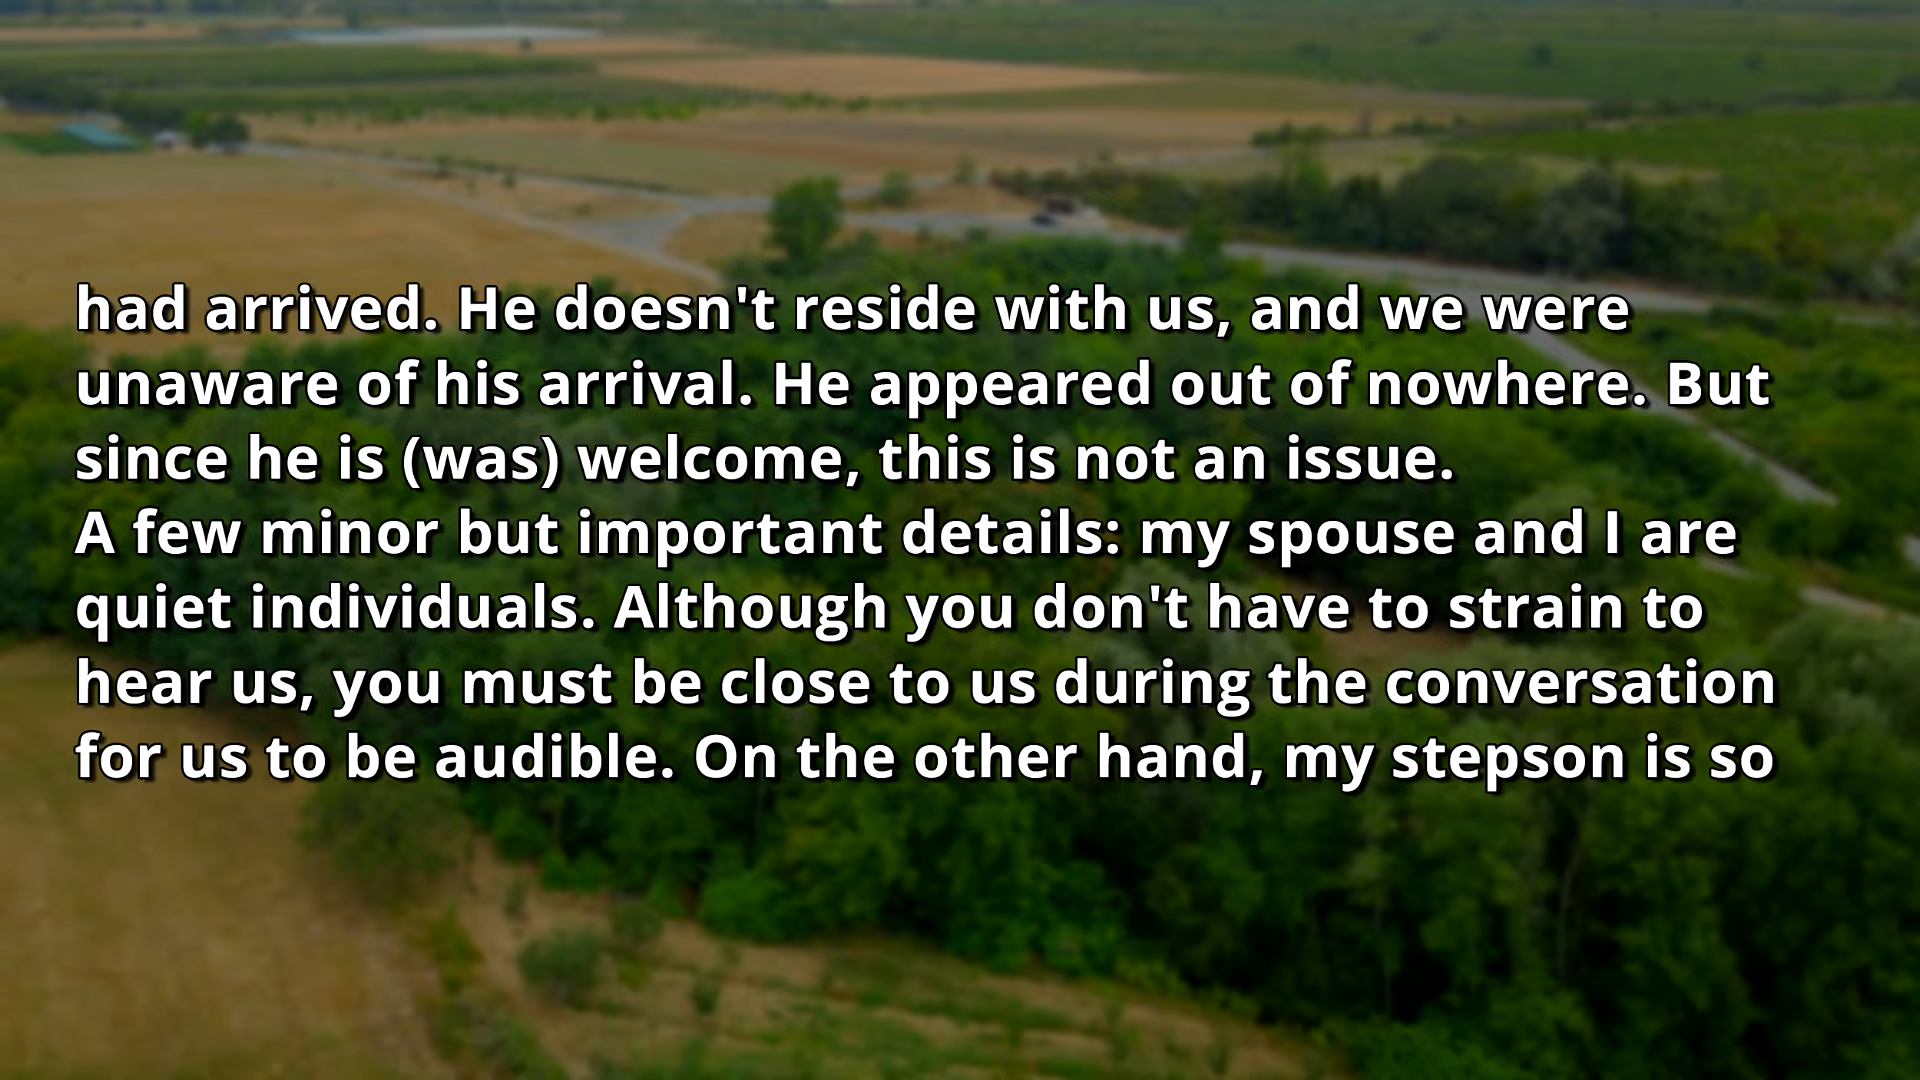 had arrived. He doesn't reside with us, and we were
unaware of his arrival. He appeared out of nowhere. But
since he is (was) welcome, this is not an issue.
A few minor but important details: my spouse and I are
quiet individuals. Although you don't have to strain to
hear us, you must be close to us during the conversation
for us to be audible. On the other hand, my stepson is so